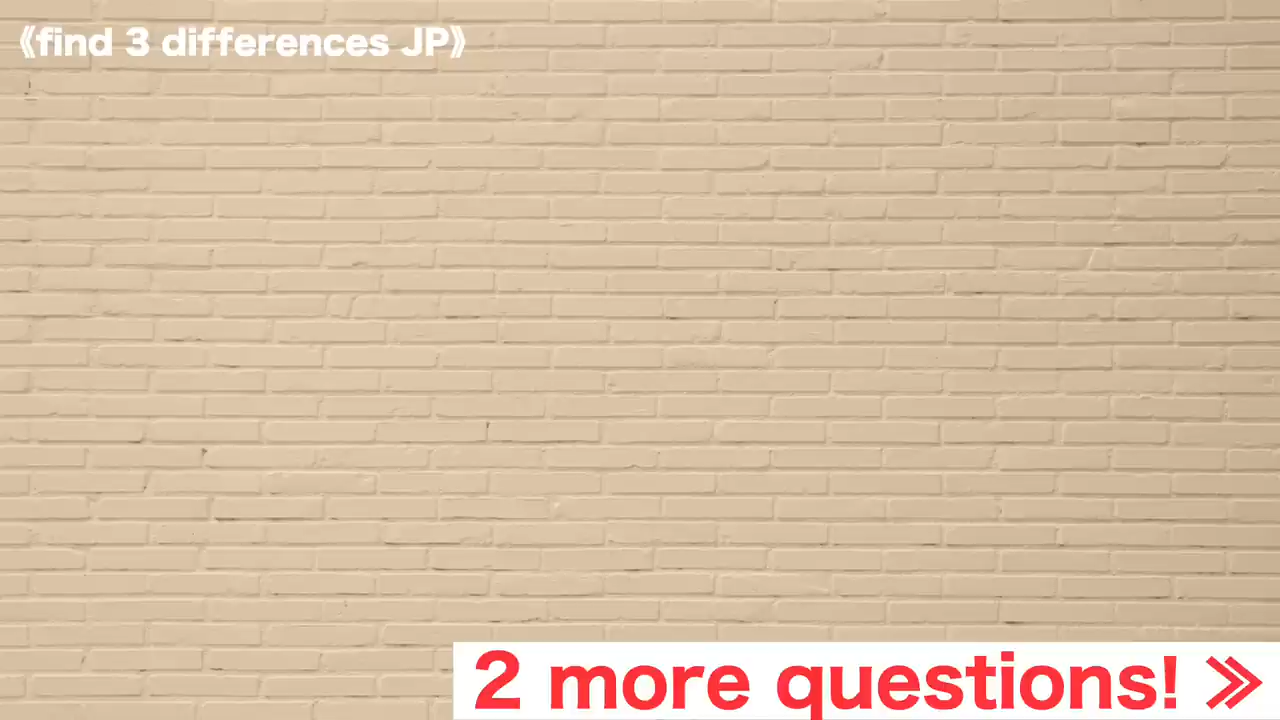 《find 3 differences JP》
2 more questions! ≫